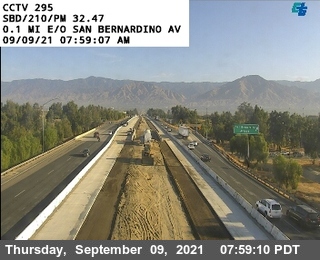 CCTV 295
SBD/210/PM 32.47
0.1 MI E/O SAN BERNARDINO AV
09/09/21 07:59:07 AM
Thursday, September 09, 2021 07:59:10 PDT